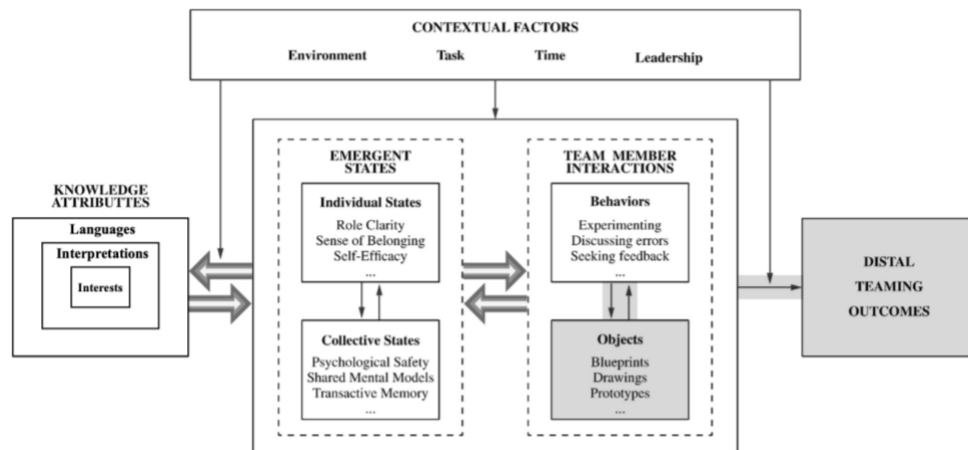 CONTEXTUAL FACTORS
Environment Task Time Leadership
KNOWLEDGE
ATTRIBUTTES
Languages
Interpretations
Interests
EMERGENT
STATES
Individual States
Role Clarity
Sense of Belonging
Self-Efficacy
...
Collective States
Psychological Safety
Shared Mental Models
Transactive Memory
...
TEAM MEMBER
INTERACTIONS
Behaviors
Experimenting
Discussing errors
Seeking feedback
...
Objects
Blueprints
Drawings
Prototypes
...
DISTAL
TEAMING
OUTCOMES